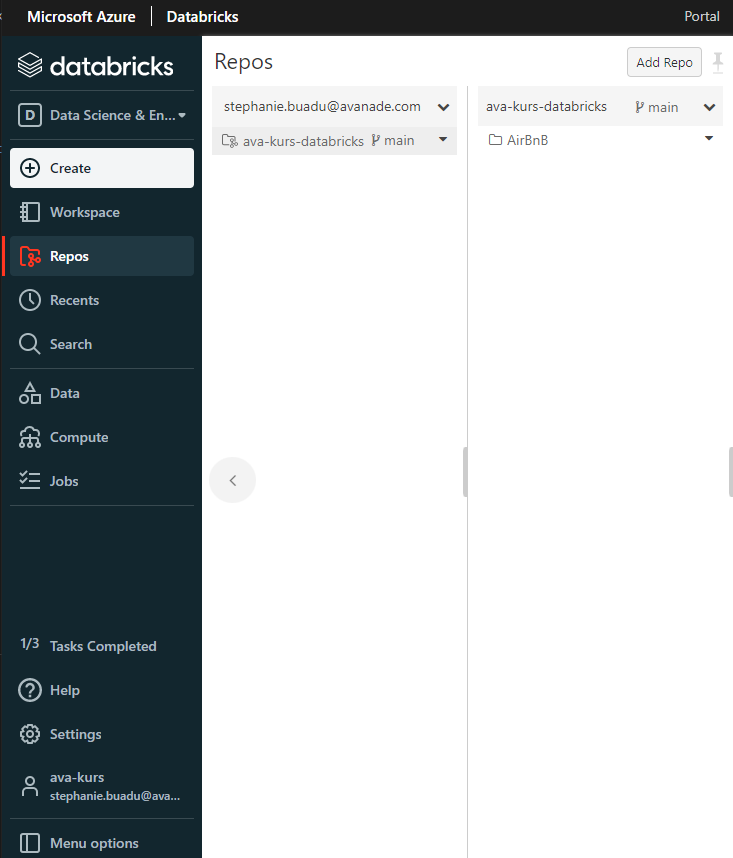 Microsoft Azure | Databricks Portal
databricks
D Data Science & En...
Create
Workspace
Repos
Recents
Search
Data
Compute
Jobs
1/3 Tasks Completed
Help
Settings
ava-kurs
stephanie.buadu@ava...
Menu options
Repos
Add Repo
stephanie.buadu@avanade.com
ava-kurs-databricks main
ava-kurs-databricks main
AirBnB